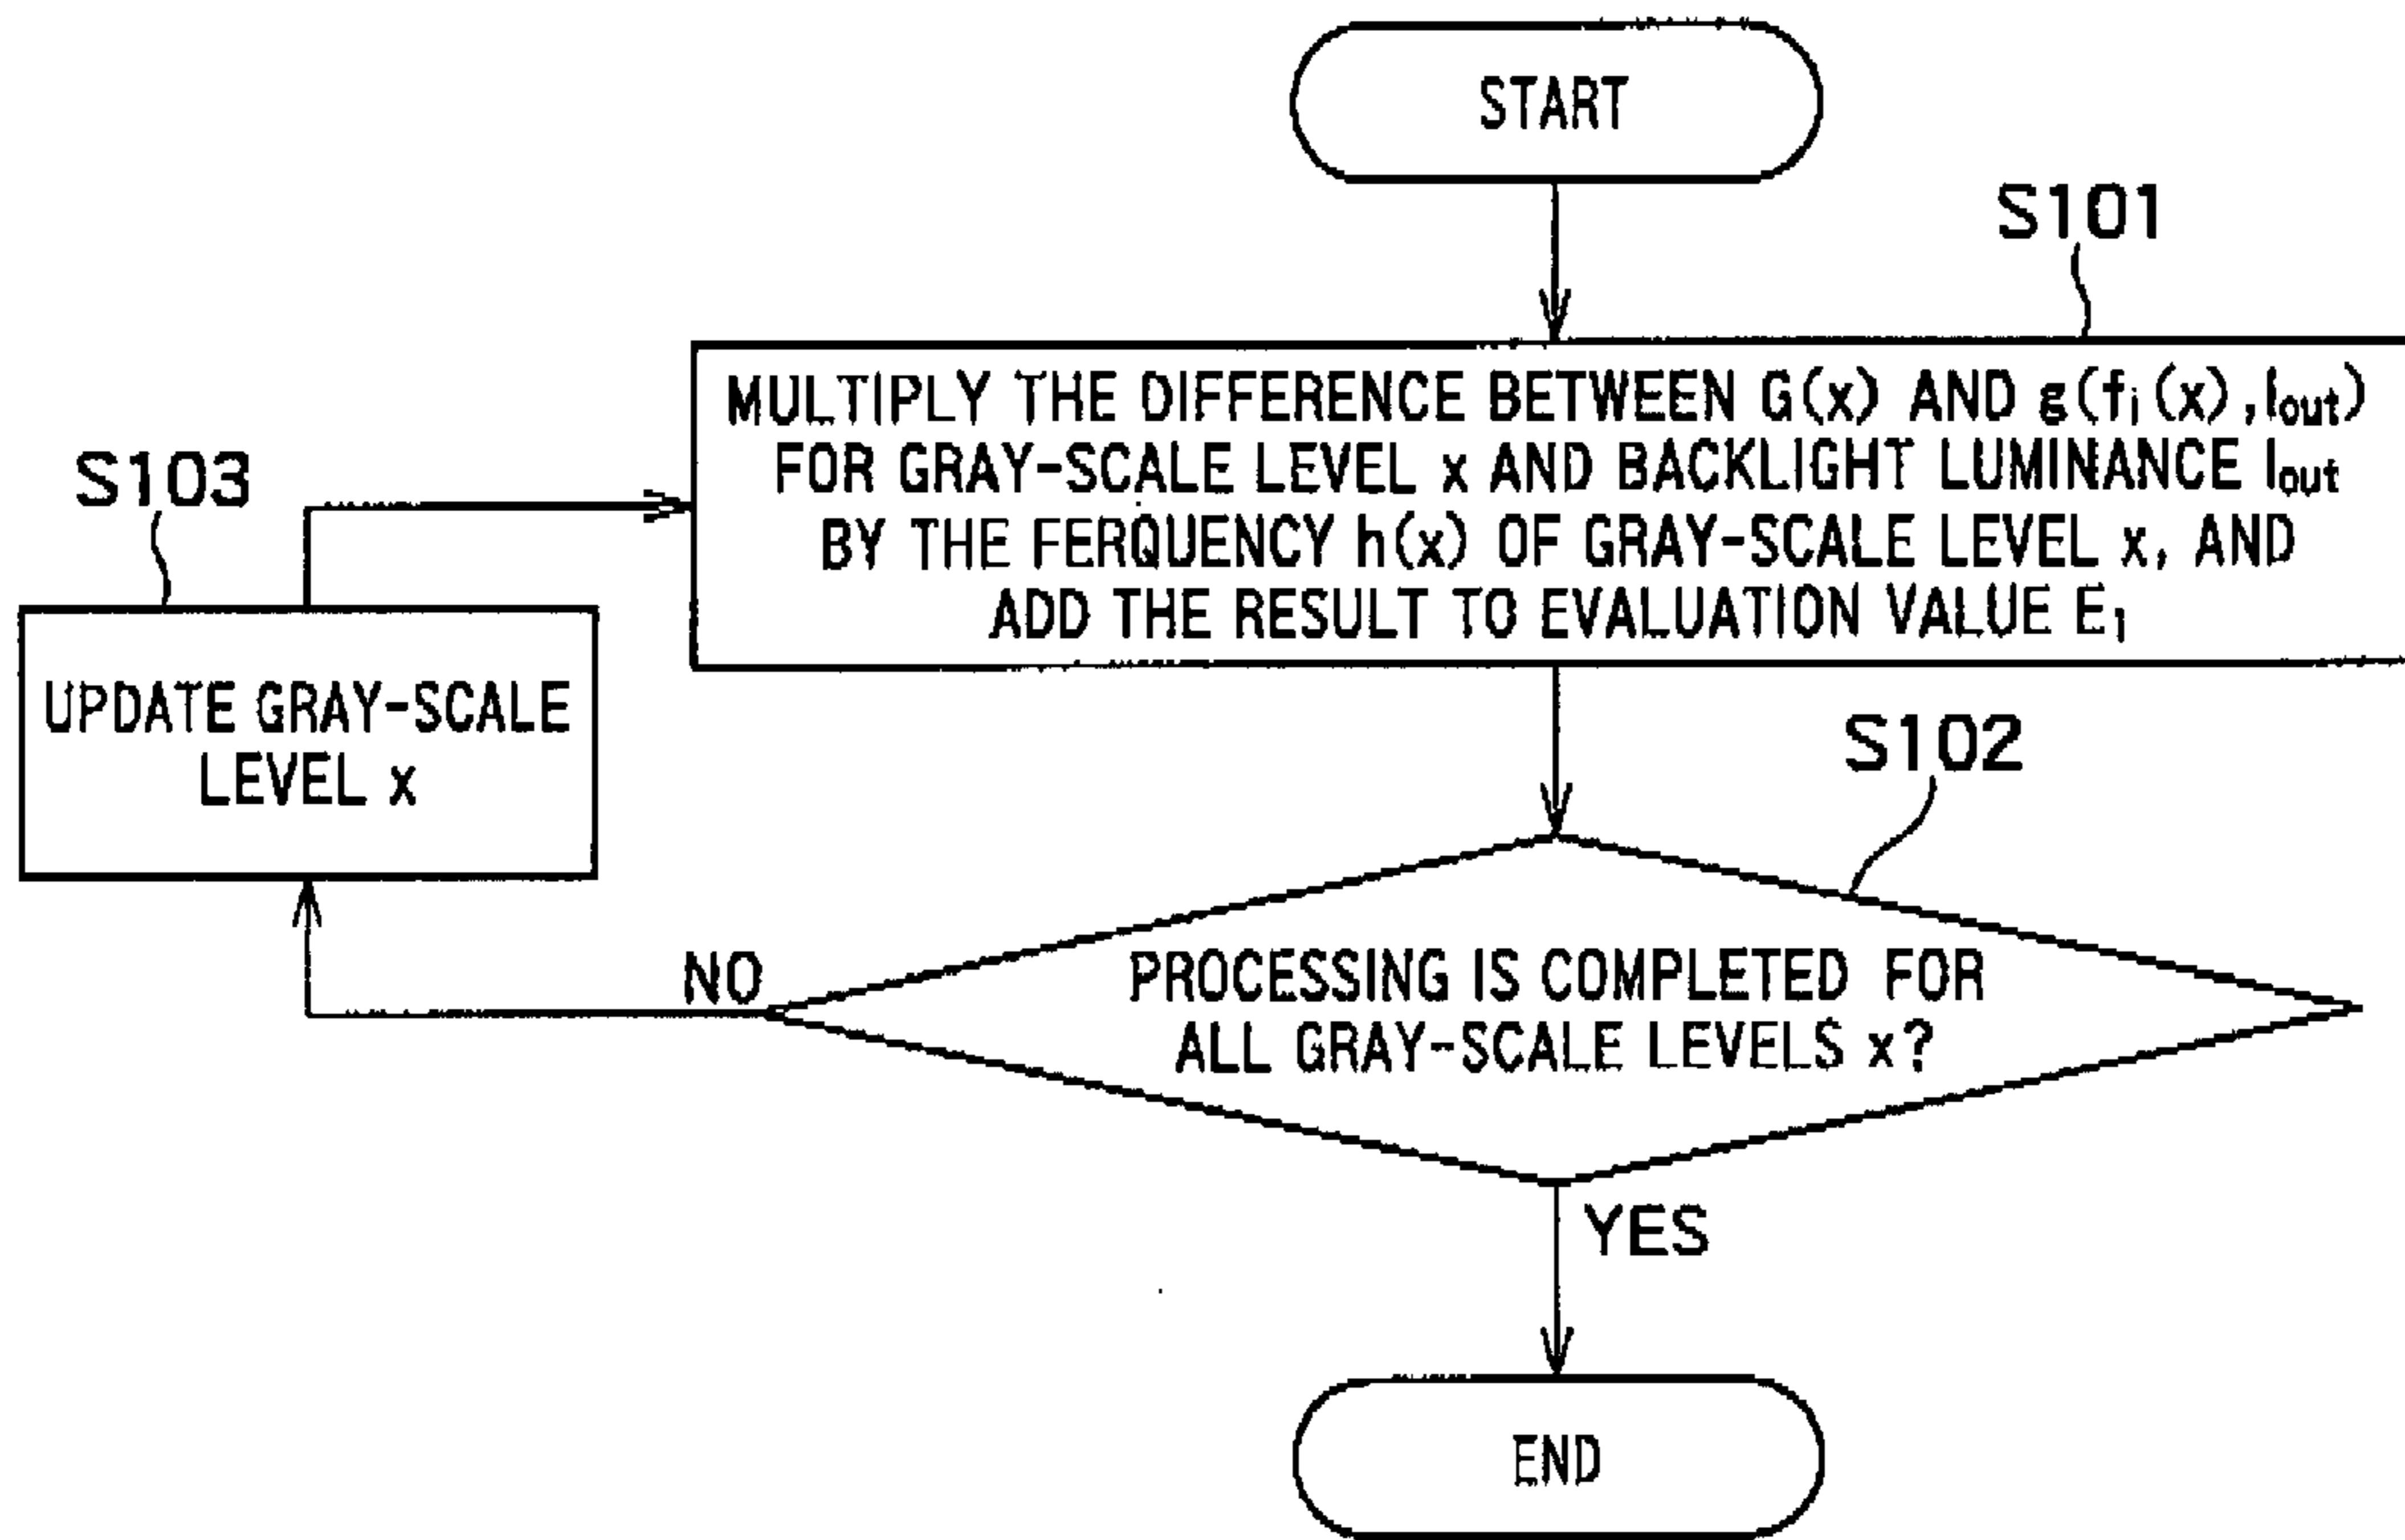 START
S101
MULTIPLY THE DIFFERENCE BETWEEN G(x) AND g(fᵢ(x),Iout)
FOR GRAY-SCALE LEVEL x AND BACKLIGHT LUMINANCE Iout
BY THE FERQUENCY h(x) OF GRAY-SCALE LEVEL x, AND
ADD THE RESULT TO EVALUATION VALUE E₁
S103
UPDATE GRAY-SCALE
LEVEL x
S102
NO
PROCESSING IS COMPLETED FOR
ALL GRAY-SCALE LEVELS x?
YES
END